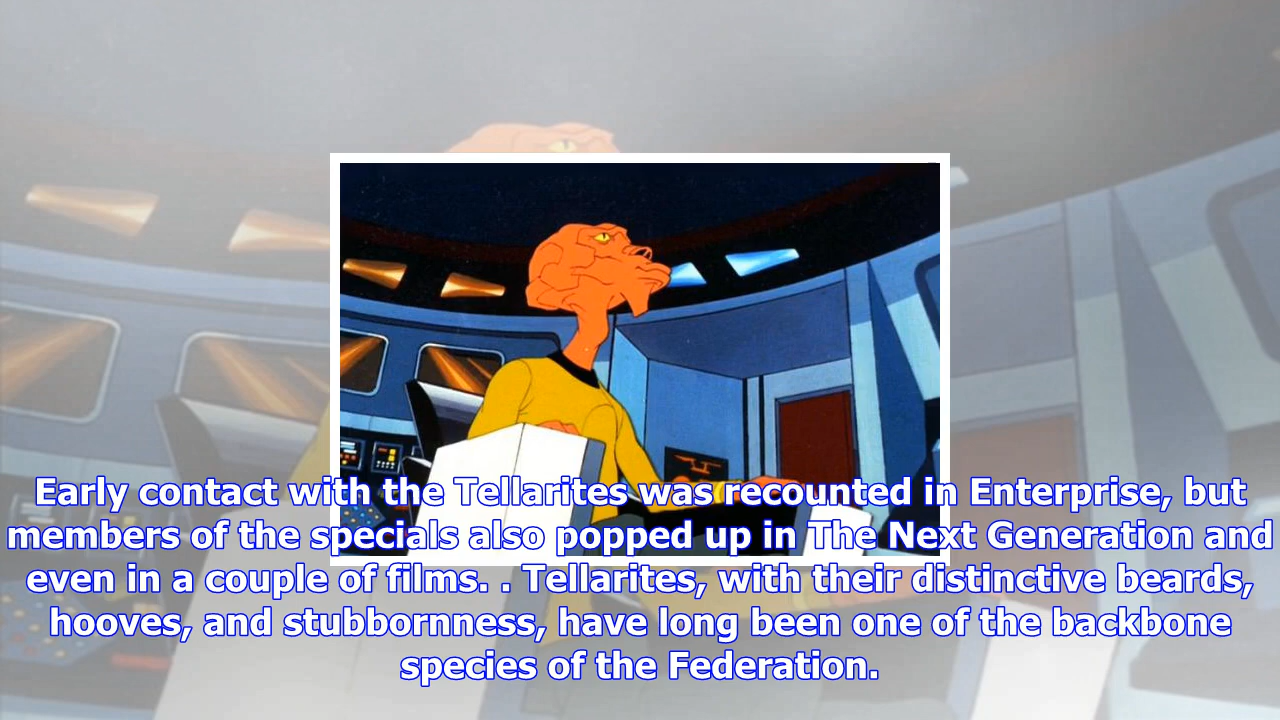 Early contact with the Tellarites was recounted in Enterprise, but
members of the specials also popped up in The Next Generation and
even in a couple of films. . Tellarites, with their distinctive beards,
hooves, and stubbornness, have long been one of the backbone
species of the Federation.